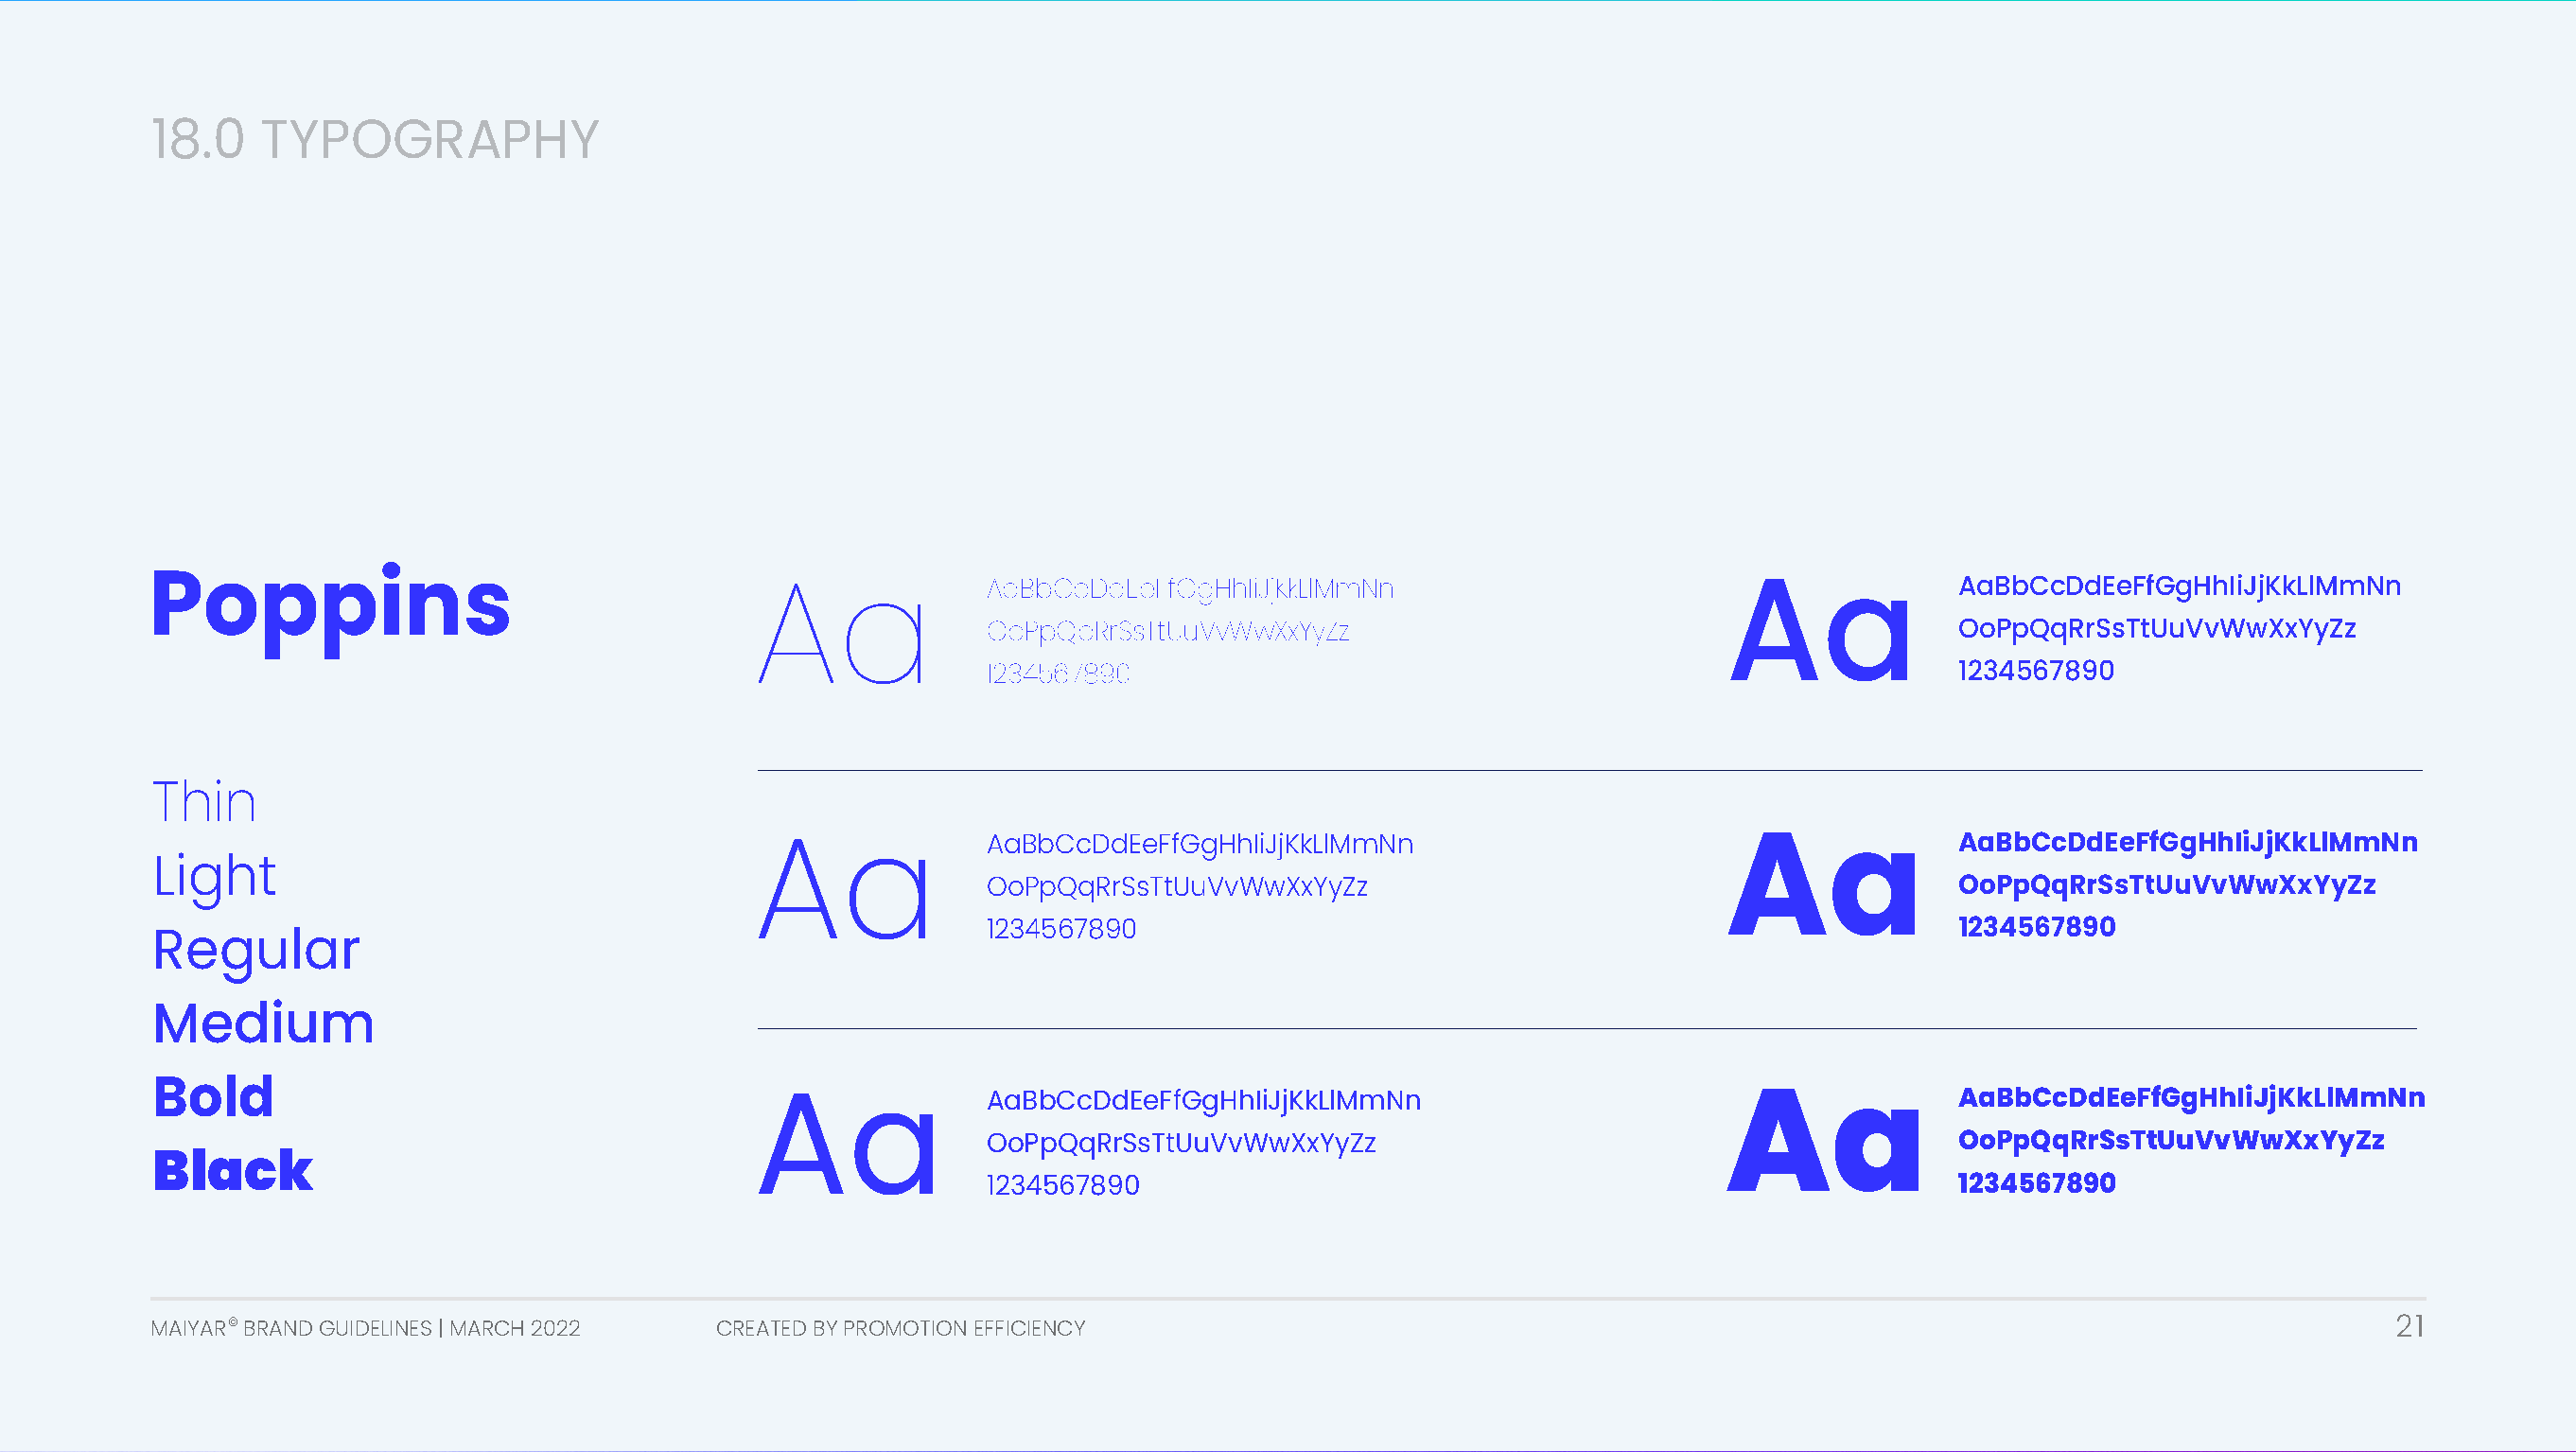 18.0 TYPOGRAPHY
Poppins
Thin
Light
Regular
Medium
Bold
Black
Aa
AaBbCcDdEeFfGgHhIiJjKkLlMmNn
OoPpQqRrSsTtUuVvWwXxYyZz
1234567890
Aa
AaBbCcDdEeFfGgHhIiJjKkLlMmNn
OoPpQqRrSsTtUuVvWwXxYyZz
1234567890
Aa
AaBbCcDdEeFfGgHhIiJjKkLlMmNn
OoPpQqRrSsTtUuVvWwXxYyZz
1234567890
Aa
AaBbCcDdEeFfGgHhIiJjKkLlMmNn
OoPpQqRrSsTtUuVvWwXxYyZz
1234567890
Aa
AaBbCcDdEeFfGgHhIiJjKkLlMmNn
OoPpQqRrSsTtUuVvWwXxYyZz
1234567890
Aa
AaBbCcDdEeFfGgHhIiJjKkLlMmNn
OoPpQqRrSsTtUuVvWwXxYyZz
1234567890
MAIYAR© BRAND GUIDELINES | MARCH 2022
CREATED BY PROMOTION EFFICIENCY
21